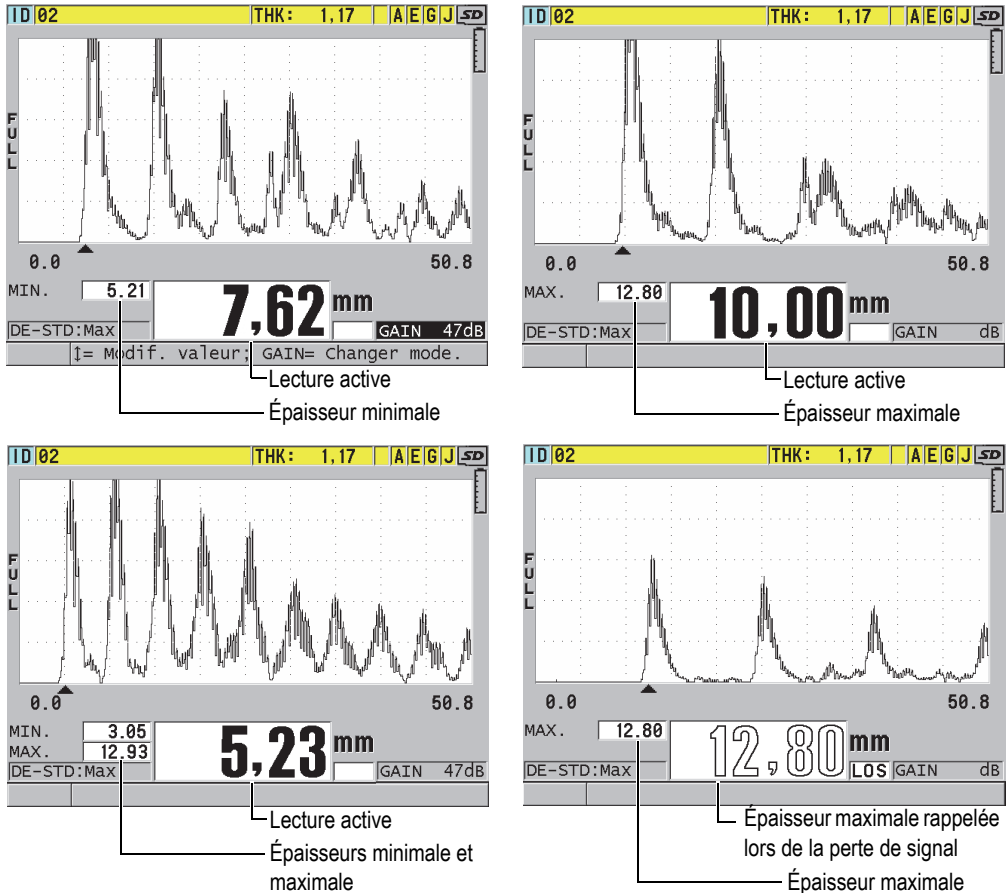 ID 02 THK: 1,17 A E G J SD
FULL
0.0 50.8
MIN. 5.21 7,62 mm
DE-STD:Max GAIN 47dB
↕= Modif. valeur; GAIN= Changer mode.
Lecture active
Épaisseur minimale
ID 02 THK: 1,17 A E G J SD
FULL
0.0 50.8
MAX. 12.80 10,00 mm
DE-STD:Max GAIN dB
Lecture active
Épaisseur maximale
ID 02 THK: 1,17 A E G J SD
FULL
0.0 50.8
MIN. 3.05
MAX. 12.93 5,23 mm
DE-STD:Max GAIN 47dB
Lecture active
Épaisseurs minimale et
maximale
ID 02 THK: 1,17 A E G J SD
FULL
0.0 50.8
MAX. 12.80 12,80 mm
DE-STD:Max LOS GAIN dB
Épaisseur maximale rappelée
lors de la perte de signal
Épaisseur maximale